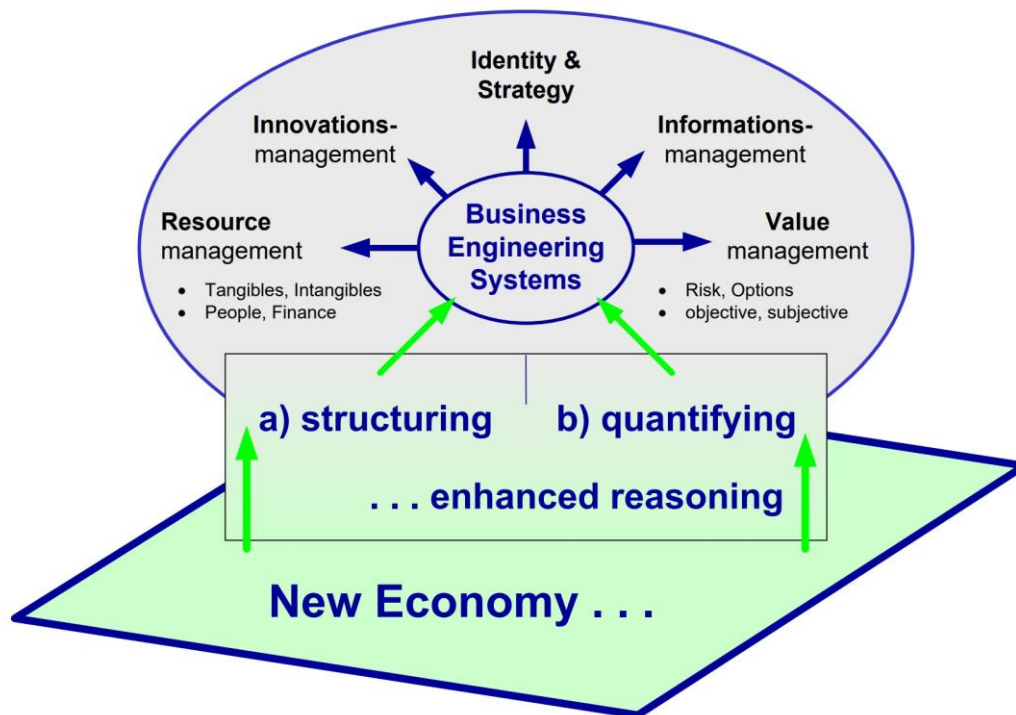 Identity &
Strategy
Innovations-
management
Informations-
management
Resource
management
• Tangibles, Intangibles
• People, Finance
Business
Engineering
Systems
Value
management
• Risk, Options
• objective, subjective
a) structuring
b) quantifying
. . . enhanced reasoning
New Economy . . .